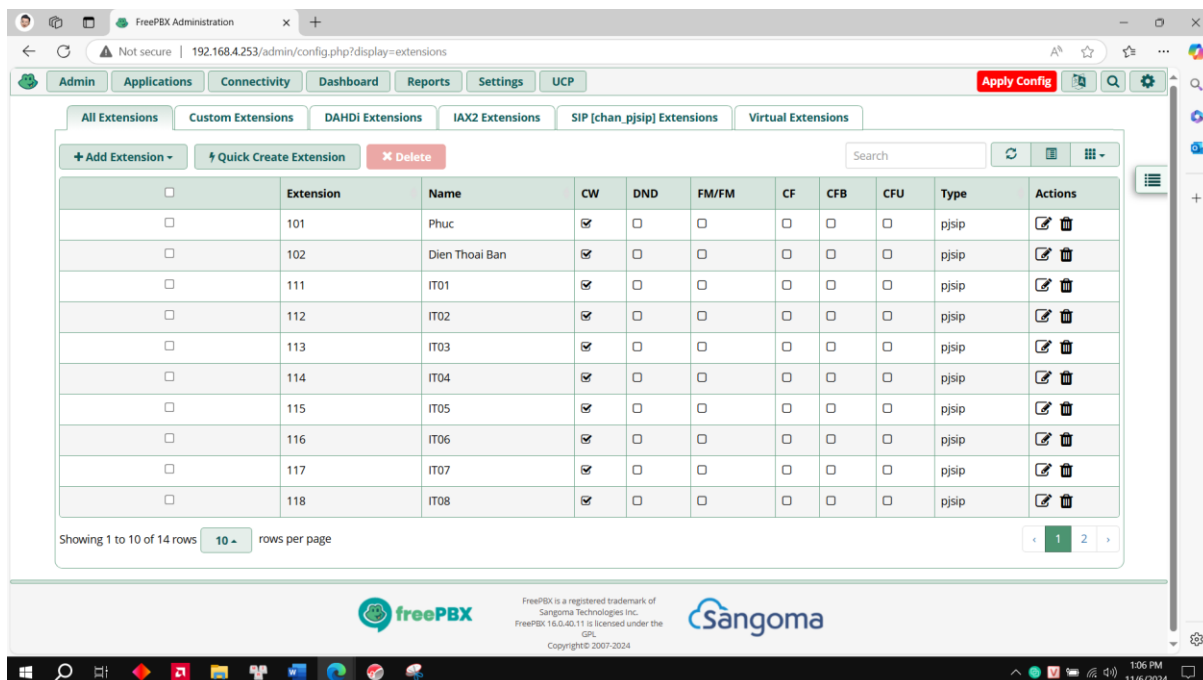 FreePBX Administration
Not secure | 192.168.4.253/admin/config.php?display=extensions
Admin Applications Connectivity Dashboard Reports Settings UCP Apply Config
All Extensions Custom Extensions DAHDi Extensions IAX2 Extensions SIP [chan_pjsip] Extensions Virtual Extensions
+ Add Extension Quick Create Extension Delete Search
Extension Name CW DND FM/FM CF CFB CFU Type Actions
101 Phuc pjsip
102 Dien Thoai Ban pjsip
111 IT01 pjsip
112 IT02 pjsip
113 IT03 pjsip
114 IT04 pjsip
115 IT05 pjsip
116 IT06 pjsip
117 IT07 pjsip
118 IT08 pjsip
Showing 1 to 10 of 14 rows 10 rows per page ‹ 1 2 ›
freePBX
FreePBX is a registered trademark of
Sangoma Technologies Inc.
FreePBX 16.0.40.11 is licensed under the
GPL
Copyright© 2007-2024
Sangoma
1:06 PM
11/6/2024